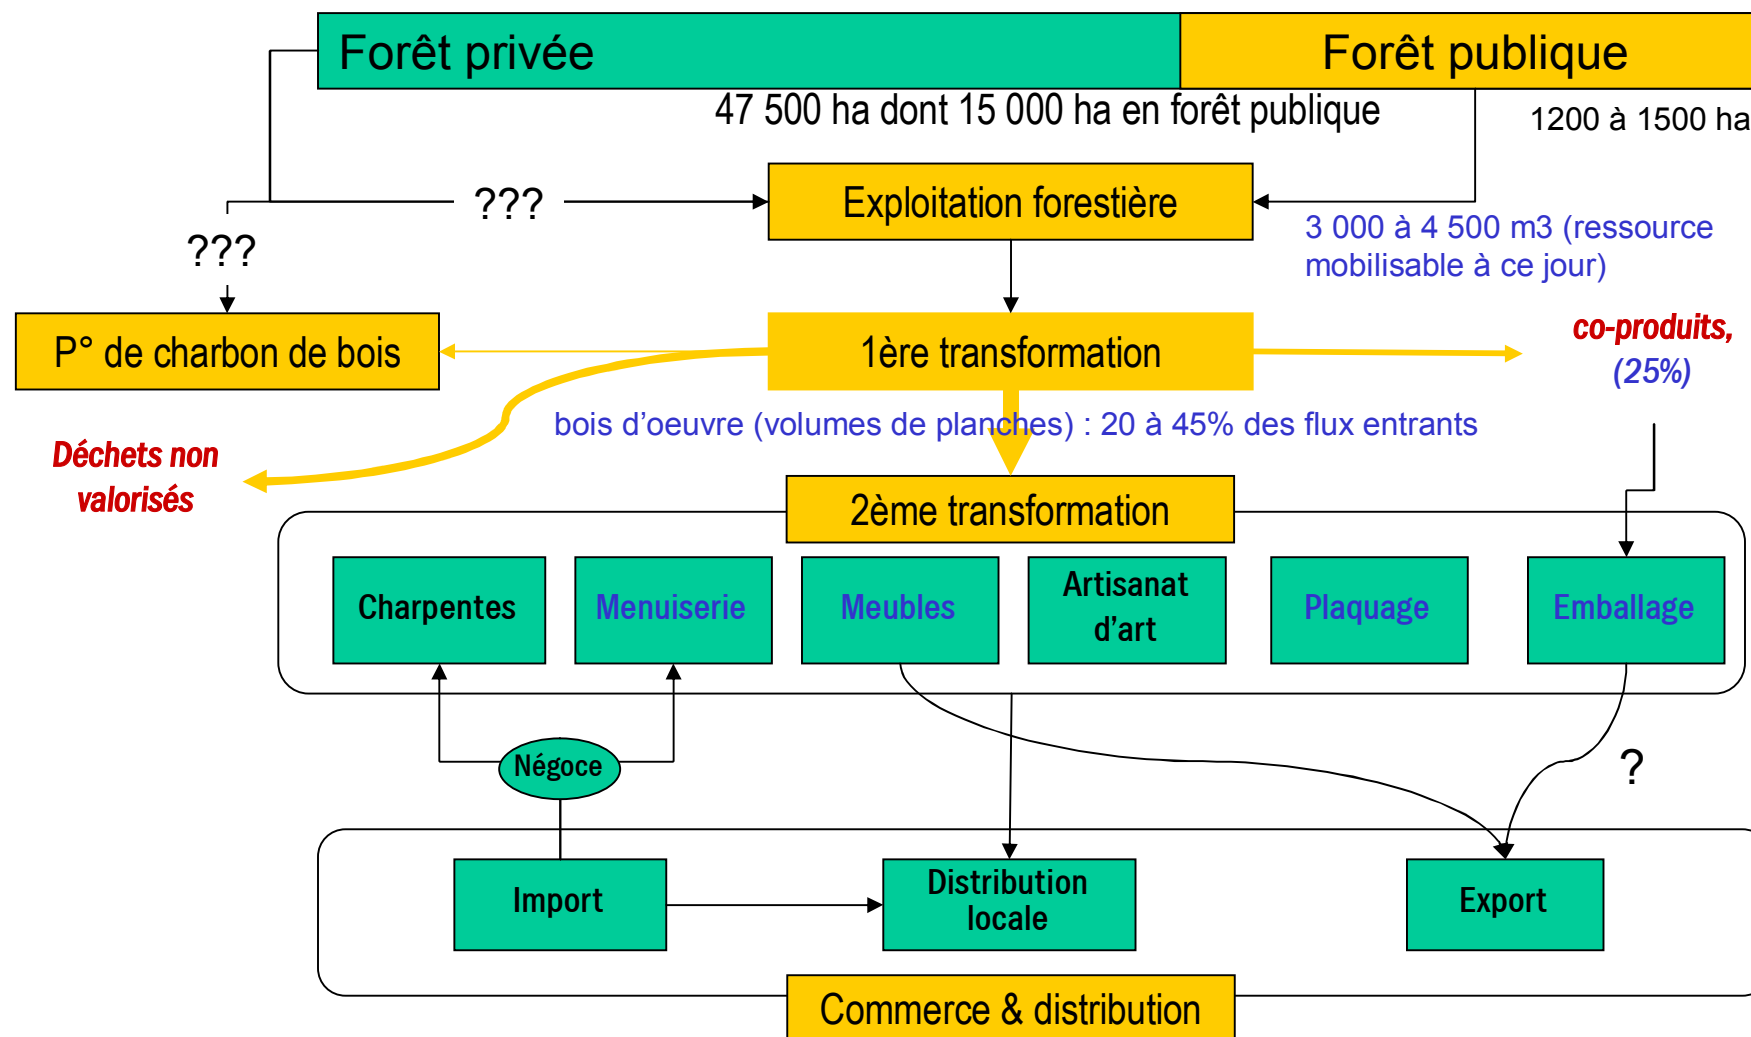 Forêt privée
Forêt publique
47 500 ha dont 15 000 ha en forêt publique
1200 à 1500 ha
???
Exploitation forestière
???
3 000 à 4 500 m3 (ressource
mobilisable à ce jour)
P° de charbon de bois
1ère transformation
co-produits,
(25%)
bois d'oeuvre (volumes de planches) : 20 à 45% des flux entrants
Déchets non
valorisés
2ème transformation
Charpentes
Menuiserie
Meubles
Artisanat
d'art
Plaquage
Emballage
Négoce
?
Import
Distribution
locale
Export
Commerce & distribution